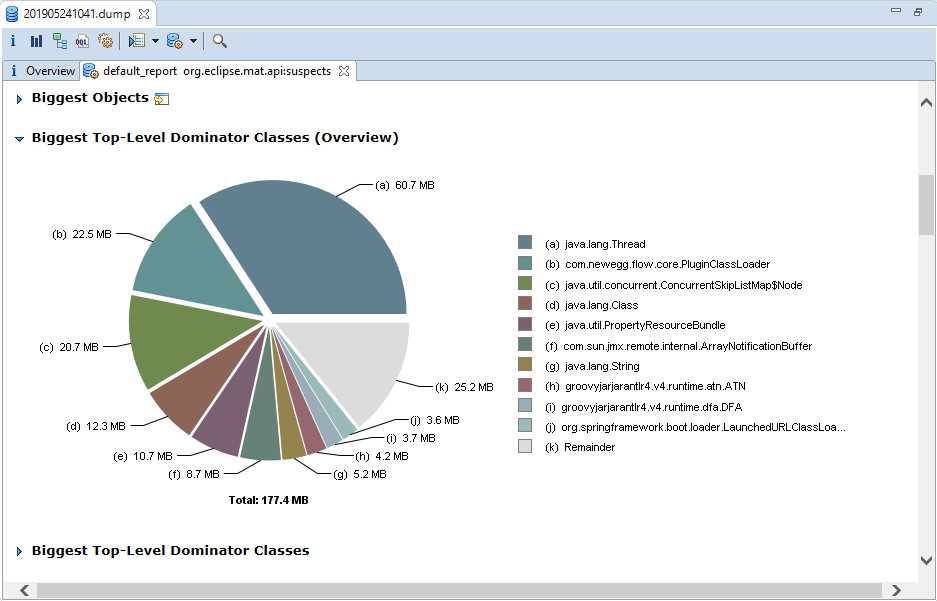 201905241041.dump
i
OQL
i Overview default_report org.eclipse.mat.api:suspects
Biggest Objects
Biggest Top-Level Dominator Classes (Overview)
(a) 60.7 MB
(b) 22.5 MB
(c) 20.7 MB
(d) 12.3 MB
(e) 10.7 MB
(f) 8.7 MB
(g) 5.2 MB
(h) 4.2 MB
(i) 3.7 MB
(j) 3.6 MB
(k) 25.2 MB
Total: 177.4 MB
(a) java.lang.Thread
(b) com.newegg.flow.core.PluginClassLoader
(c) java.util.concurrent.ConcurrentSkipListMap$Node
(d) java.lang.Class
(e) java.util.PropertyResourceBundle
(f) com.sun.jmx.remote.internal.ArrayNotificationBuffer
(g) java.lang.String
(h) groovyjarjarantlr4.v4.runtime.atn.ATN
(i) groovyjarjarantlr4.v4.runtime.dfa.DFA
(j) org.springframework.boot.loader.LaunchedURLClassLoa...
(k) Remainder
Biggest Top-Level Dominator Classes